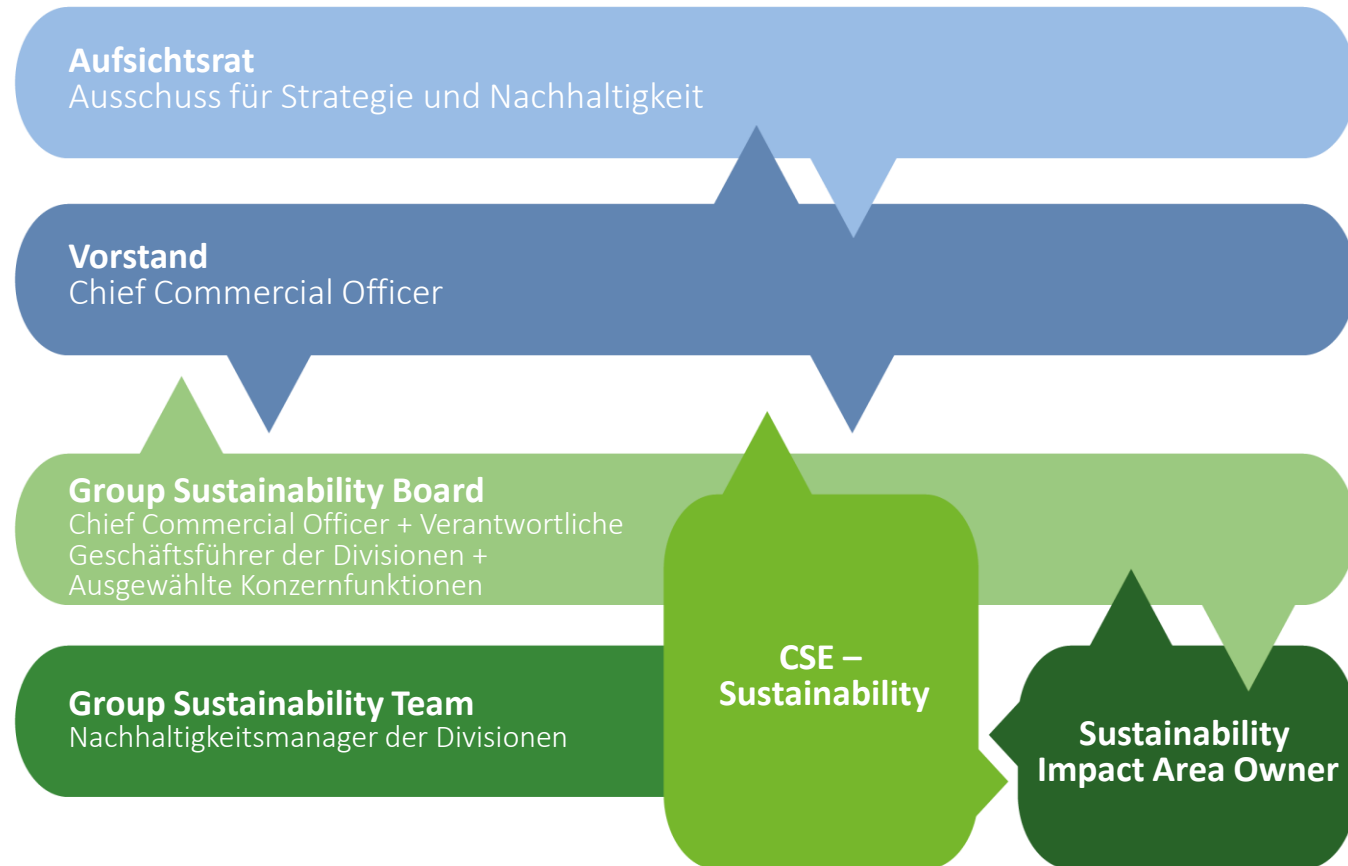 Aufsichtsrat
Ausschuss für Strategie und Nachhaltigkeit
Vorstand
Chief Commercial Officer
Group Sustainability Board
Chief Commercial Officer + Verantwortliche
Geschäftsführer der Divisionen +
Ausgewählte Konzernfunktionen
CSE –
Sustainability
Group Sustainability Team
Nachhaltigkeitsmanager der Divisionen
Sustainability
Impact Area Owner